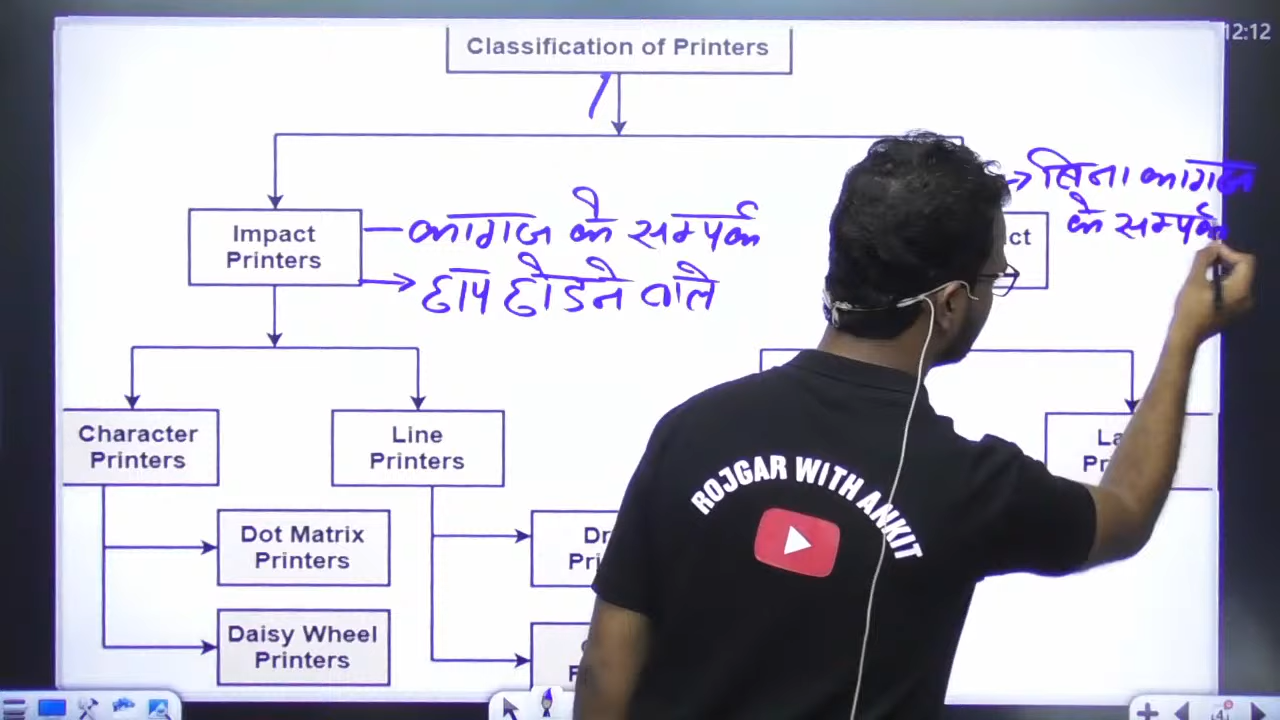 Classification of Printers
12:12
Impact
Printers
कागज के सम्पर्क
छाप छोडने वाले
बिना कागज
के सम्पर्क
Character
Printers
Line
Printers
Dot Matrix
Printers
Daisy Wheel
Printers
ROJGAR WITH ANKIT